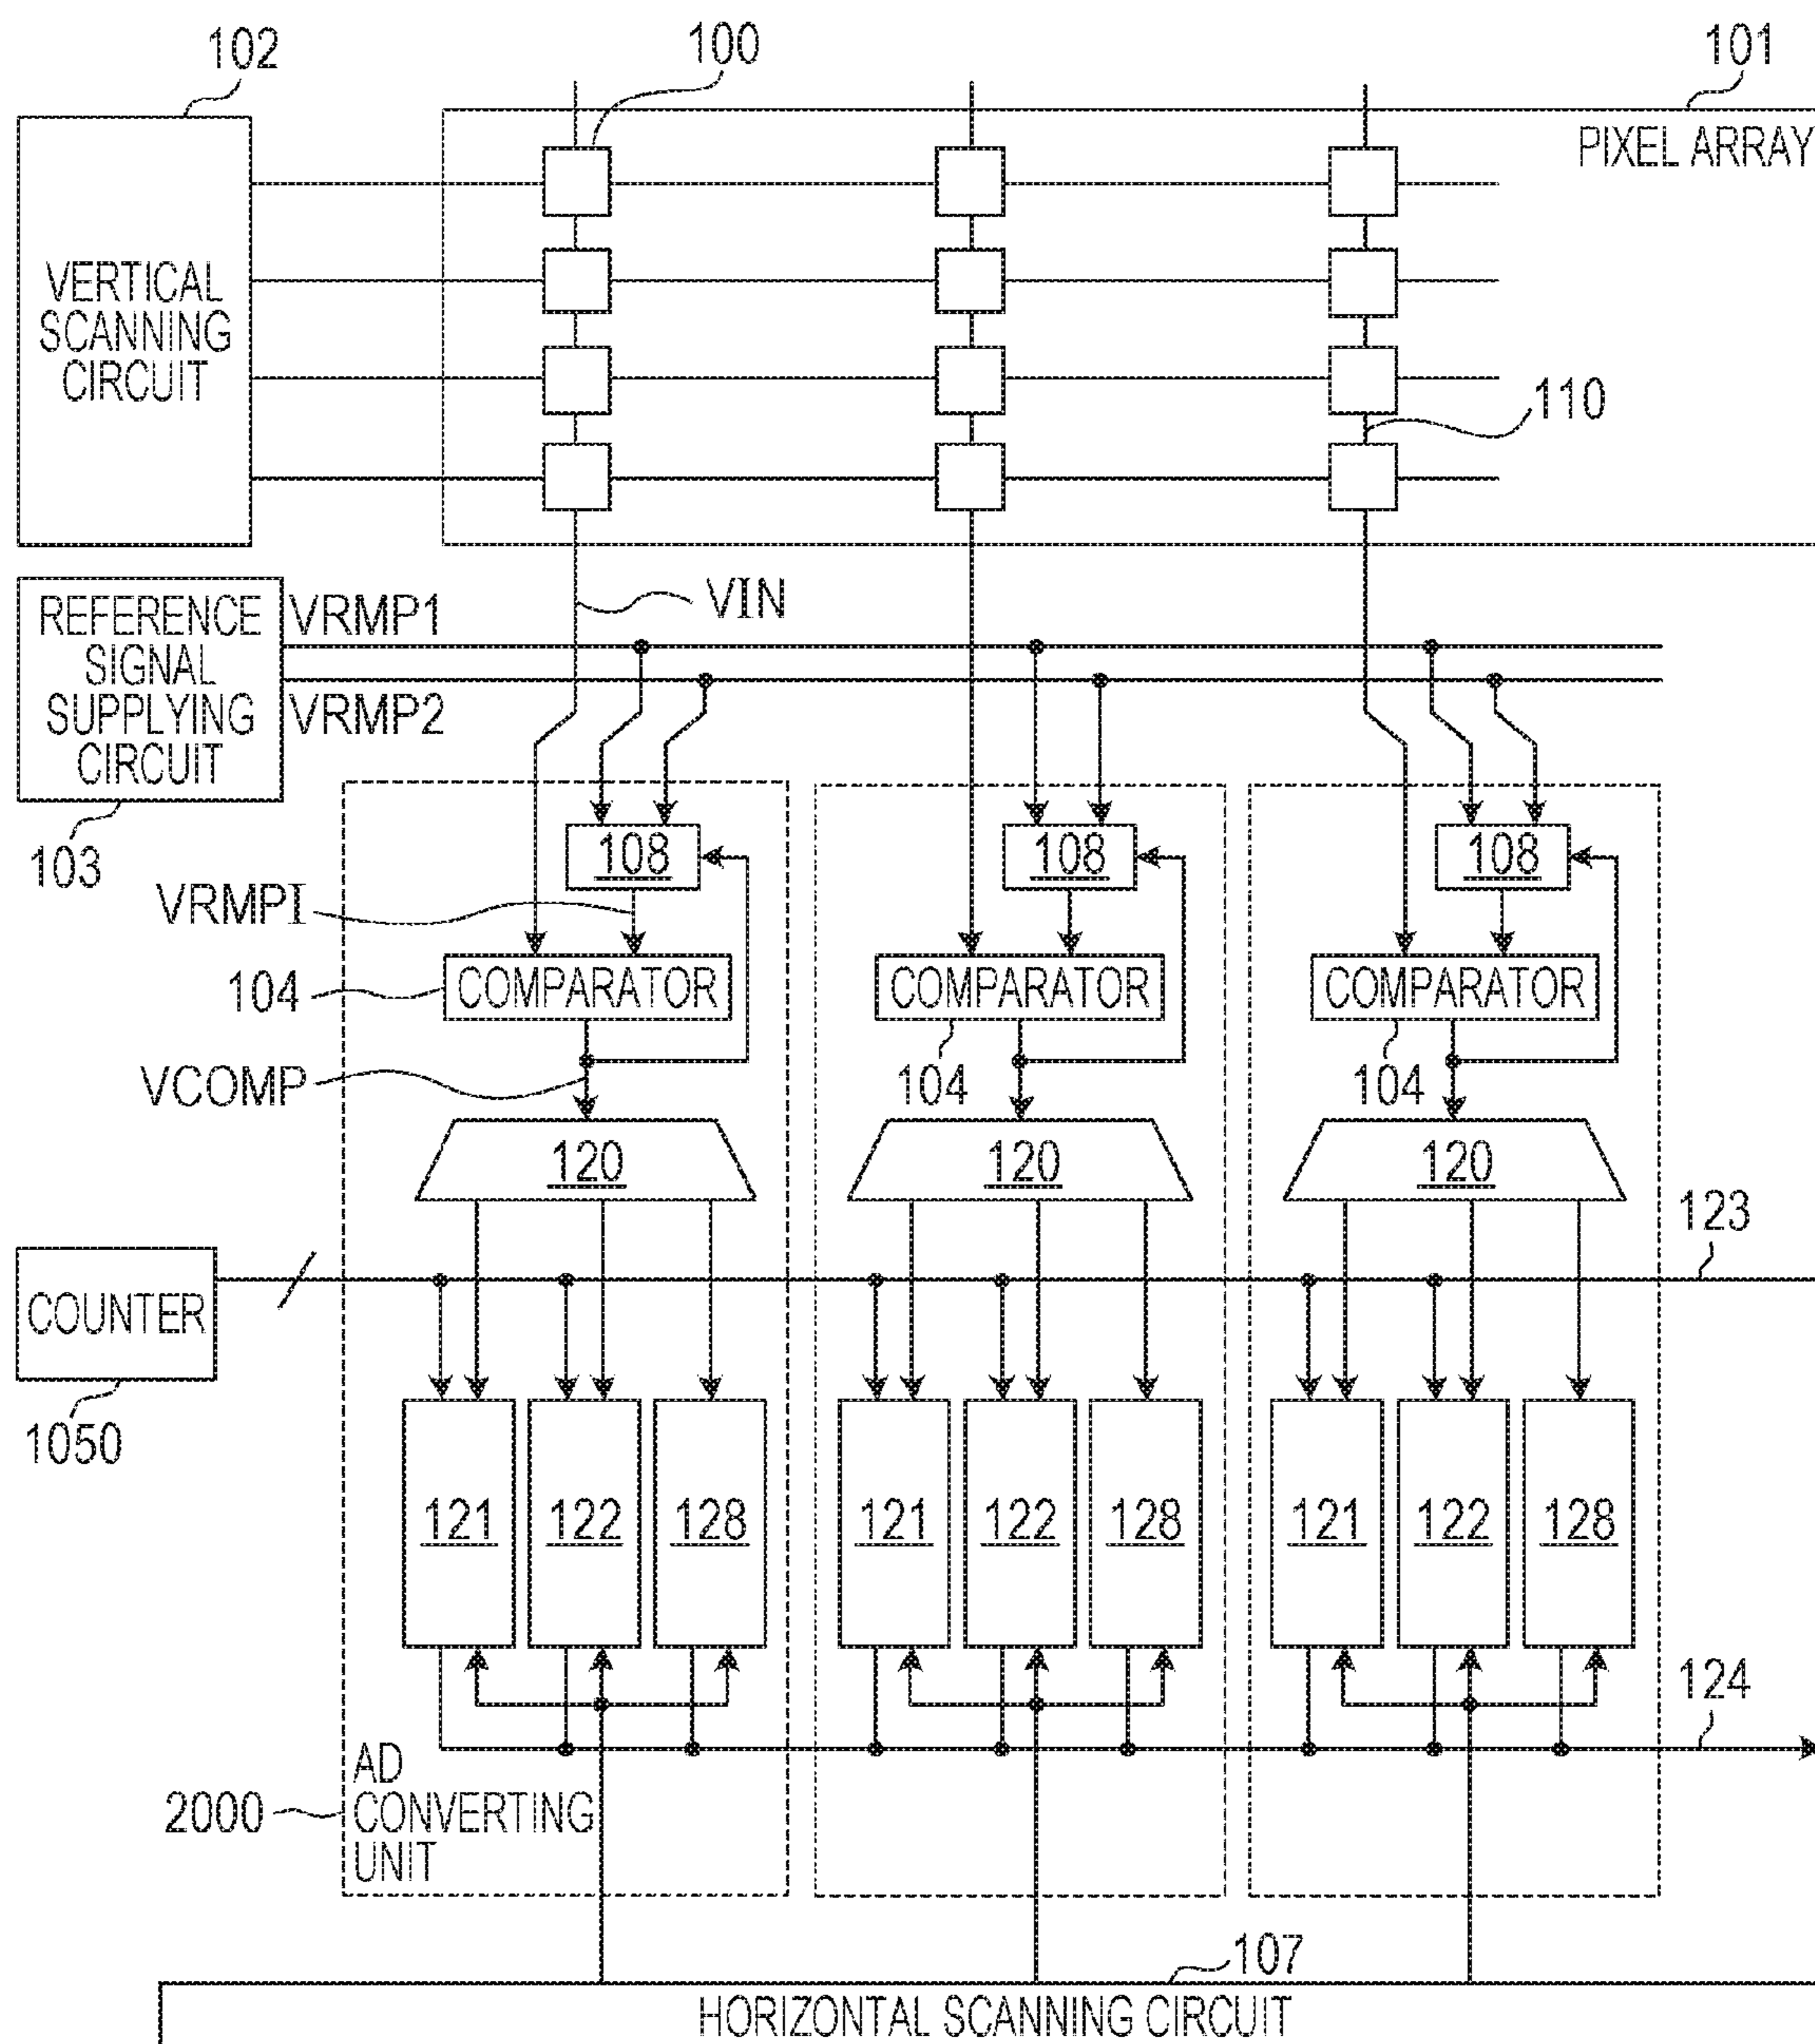 102
100
101
PIXEL ARRAY
VERTICAL
SCANNING
CIRCUIT
110
REFERENCE
SIGNAL
SUPPLYING
CIRCUIT
VRMP1
VRMP2
VIN
103
108
108
108
VRMPI
104
COMPARATOR
COMPARATOR
COMPARATOR
104
104
VCOMP
120
120
120
123
COUNTER
1050
121
122
128
121
122
128
121
122
128
124
2000
AD
CONVERTING
UNIT
107
HORIZONTAL SCANNING CIRCUIT